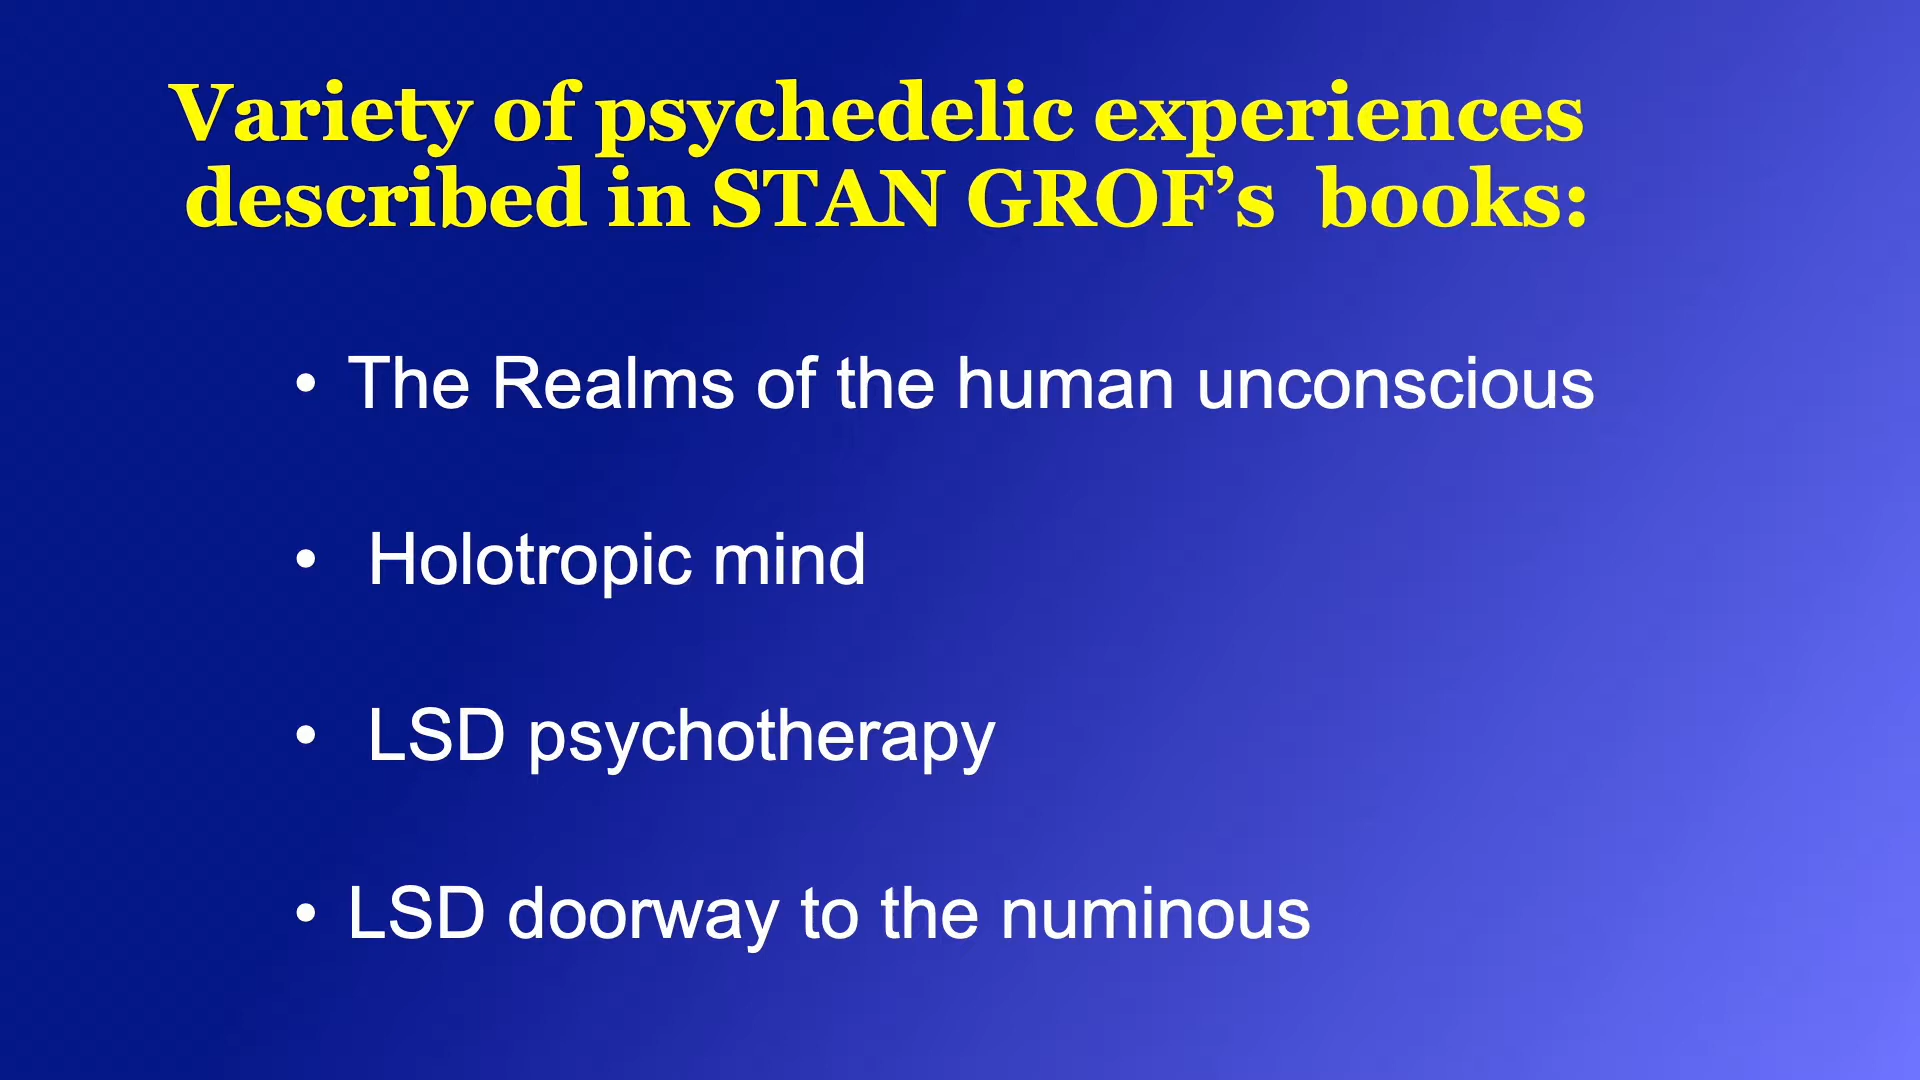 Variety of psychedelic experiences
described in STAN GROF’s  books:
• The Realms of the human unconscious
• Holotropic mind
• LSD psychotherapy
• LSD doorway to the numinous